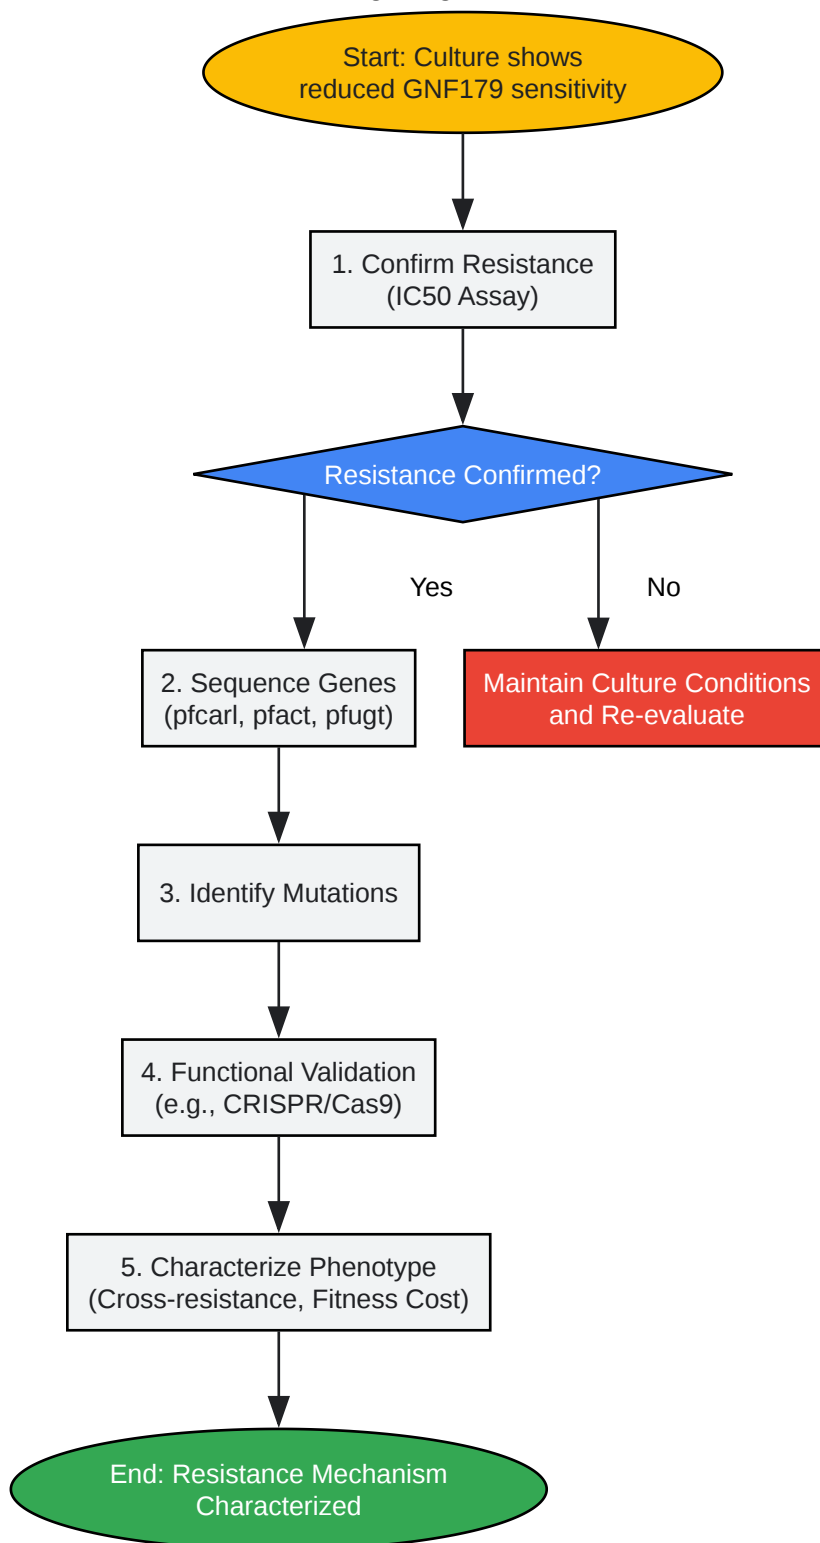 Start: Culture shows
reduced GNF179 sensitivity
1. Confirm Resistance
(IC50 Assay)
Resistance Confirmed?
Yes
No
2. Sequence Genes
(pfcarl, pfact, pfugt)
Maintain Culture Conditions
and Re-evaluate
3. Identify Mutations
4. Functional Validation
(e.g., CRISPR/Cas9)
5. Characterize Phenotype
(Cross-resistance, Fitness Cost)
End: Resistance Mechanism
Characterized